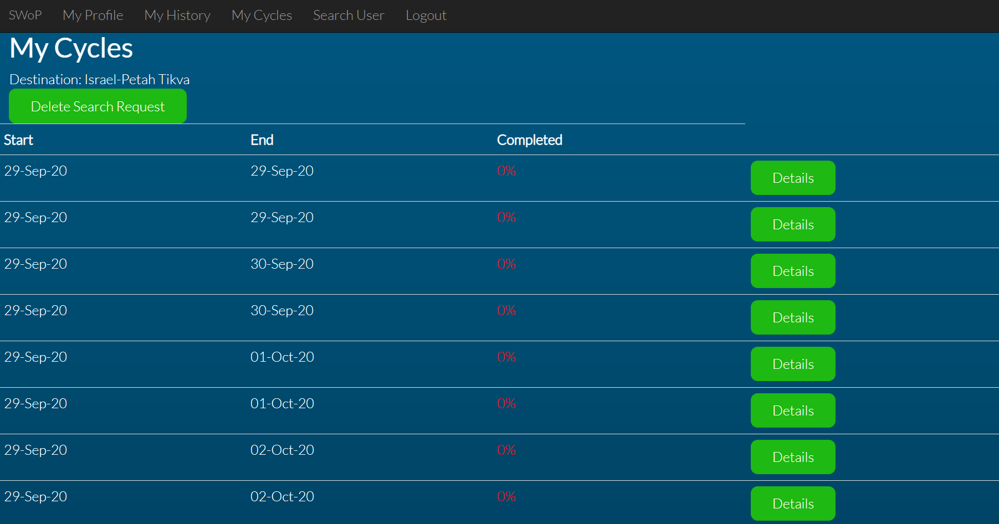 SWoP My Profile My History My Cycles Search User Logout
My Cycles
Destination: Israel-Petah Tikva
Delete Search Request
Start End Completed
29-Sep-20 29-Sep-20 0% Details
29-Sep-20 29-Sep-20 0% Details
29-Sep-20 30-Sep-20 0% Details
29-Sep-20 30-Sep-20 0% Details
29-Sep-20 01-Oct-20 0% Details
29-Sep-20 01-Oct-20 0% Details
29-Sep-20 02-Oct-20 0% Details
29-Sep-20 02-Oct-20 0% Details